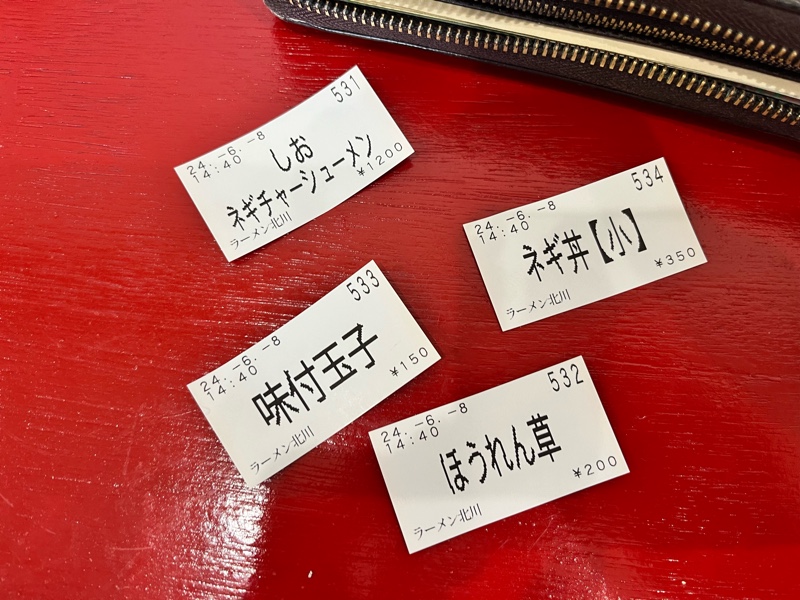 531
24.-6.-8
14:40
しお
ネギチャーシューメン
¥1200
ラーメン北川
534
24.-6.-8
14:40
ネギ丼【小】
¥350
ラーメン北川
533
24.-6.-8
14:40
味付玉子
¥150
ラーメン北川
532
24.-6.-8
14:40
ほうれん草
¥200
ラーメン北川